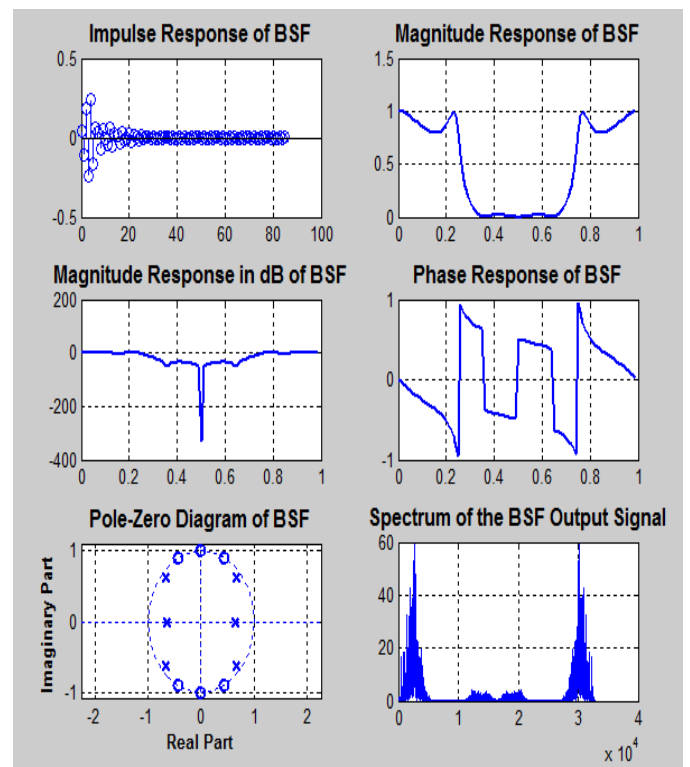 Impulse Response of BSF
0.5
0
-0.5
0 20 40 60 80 100
Magnitude Response of BSF
1.5
1
0.5
0
0 0.2 0.4 0.6 0.8 1
Magnitude Response in dB of BSF
200
0
-200
-400
0 0.2 0.4 0.6 0.8 1
Phase Response of BSF
1
0
-1
0 0.2 0.4 0.6 0.8 1
Pole-Zero Diagram of BSF
Imaginary Part
1
0
-1
-2 -1 0 1 2
Real Part
Spectrum of the BSF Output Signal
60
40
20
0
0 1 2 3 4
x 10^4